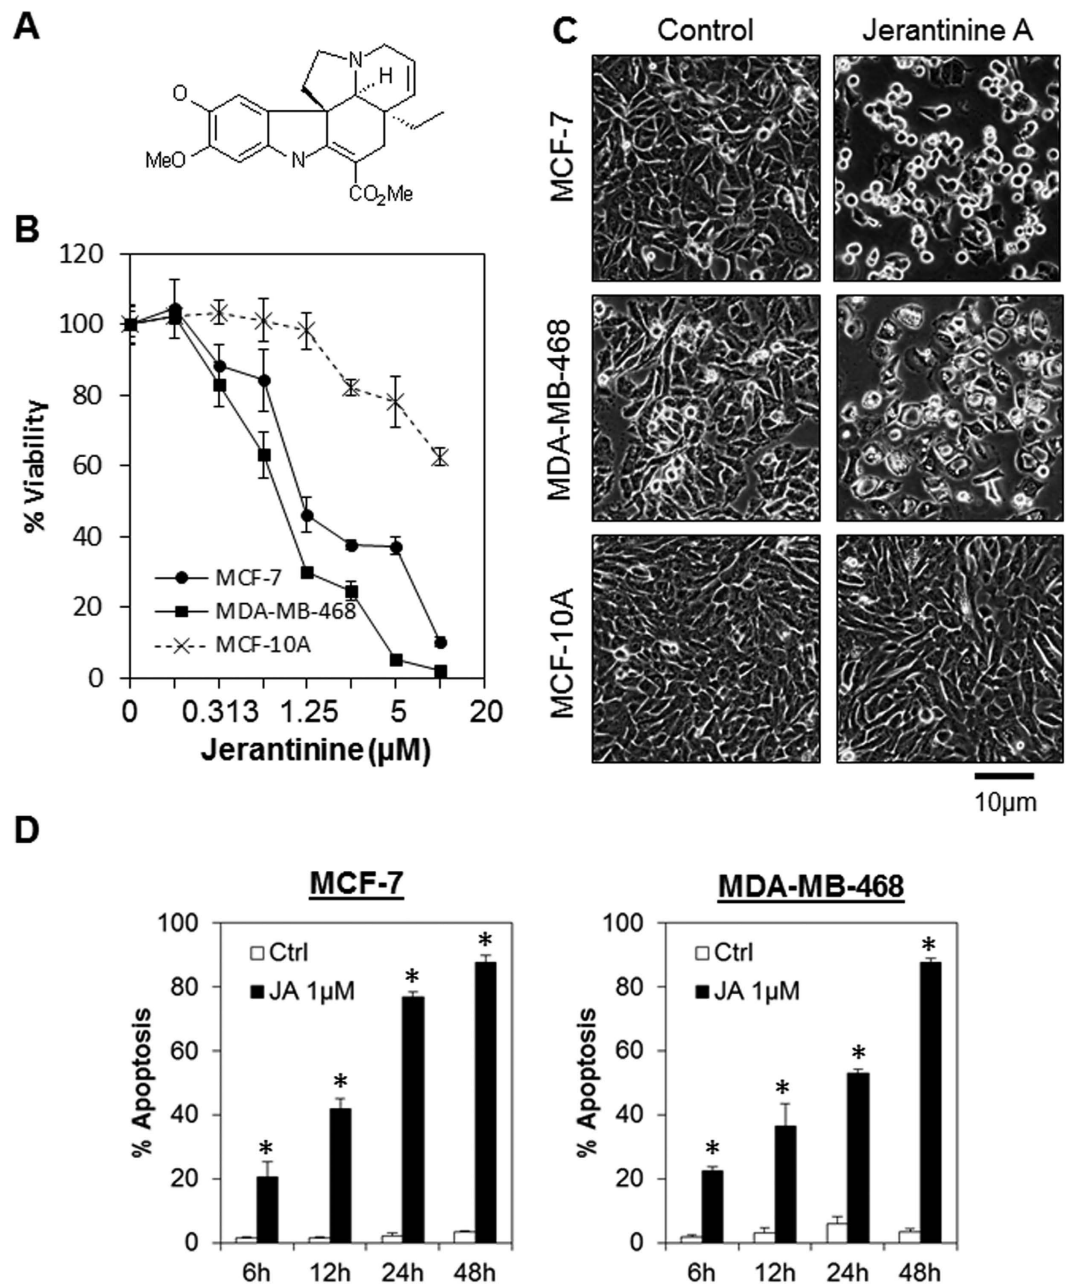 A
N
H
O
MeO
N
CO2Me
B
120
100
80
60
40
20
0
% Viability
MCF-7
MDA-MB-468
MCF-10A
0 0.313 1.25 5 20
Jerantinine (µM)
C
Control Jerantinine A
MCF-7
MDA-MB-468
MCF-10A
10µm
D
MCF-7
100
80
60
40
20
0
% Apoptosis
Ctrl
JA 1µM
*
*
*
*
6h 12h 24h 48h
MDA-MB-468
100
80
60
40
20
0
% Apoptosis
Ctrl
JA 1µM
*
*
*
*
6h 12h 24h 48h